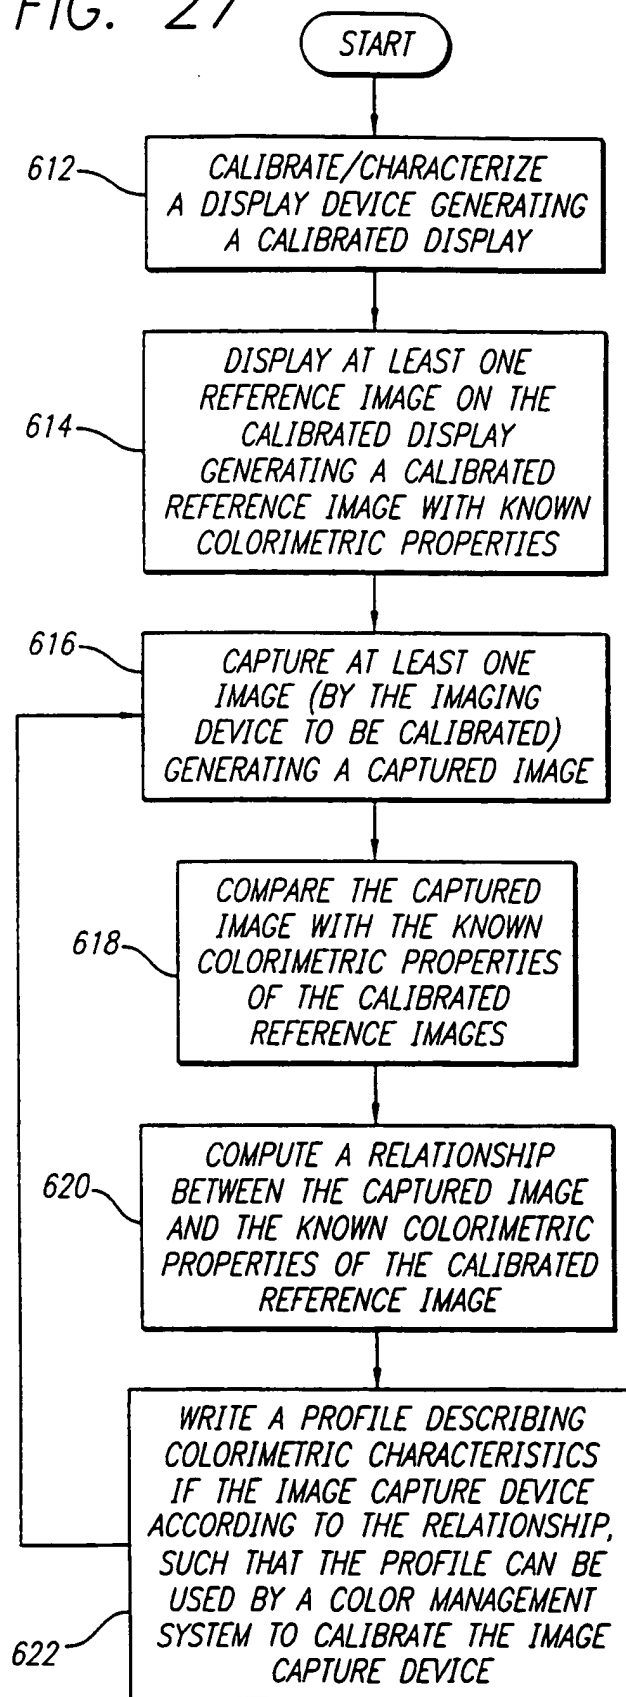 FIG. 27
START
612
CALIBRATE/CHARACTERIZE
A DISPLAY DEVICE GENERATING
A CALIBRATED DISPLAY
614
DISPLAY AT LEAST ONE
REFERENCE IMAGE ON THE
CALIBRATED DISPLAY
GENERATING A CALIBRATED
REFERENCE IMAGE WITH KNOWN
COLORIMETRIC PROPERTIES
616
CAPTURE AT LEAST ONE
IMAGE (BY THE IMAGING
DEVICE TO BE CALIBRATED)
GENERATING A CAPTURED IMAGE
618
COMPARE THE CAPTURED
IMAGE WITH THE KNOWN
COLORIMETRIC PROPERTIES
OF THE CALIBRATED
REFERENCE IMAGES
620
COMPUTE A RELATIONSHIP
BETWEEN THE CAPTURED IMAGE
AND THE KNOWN COLORIMETRIC
PROPERTIES OF THE CALIBRATED
REFERENCE IMAGE
622
WRITE A PROFILE DESCRIBING
COLORIMETRIC CHARACTERISTICS
IF THE IMAGE CAPTURE DEVICE
ACCORDING TO THE RELATIONSHIP,
SUCH THAT THE PROFILE CAN BE
USED BY A COLOR MANAGEMENT
SYSTEM TO CALIBRATE THE IMAGE
CAPTURE DEVICE